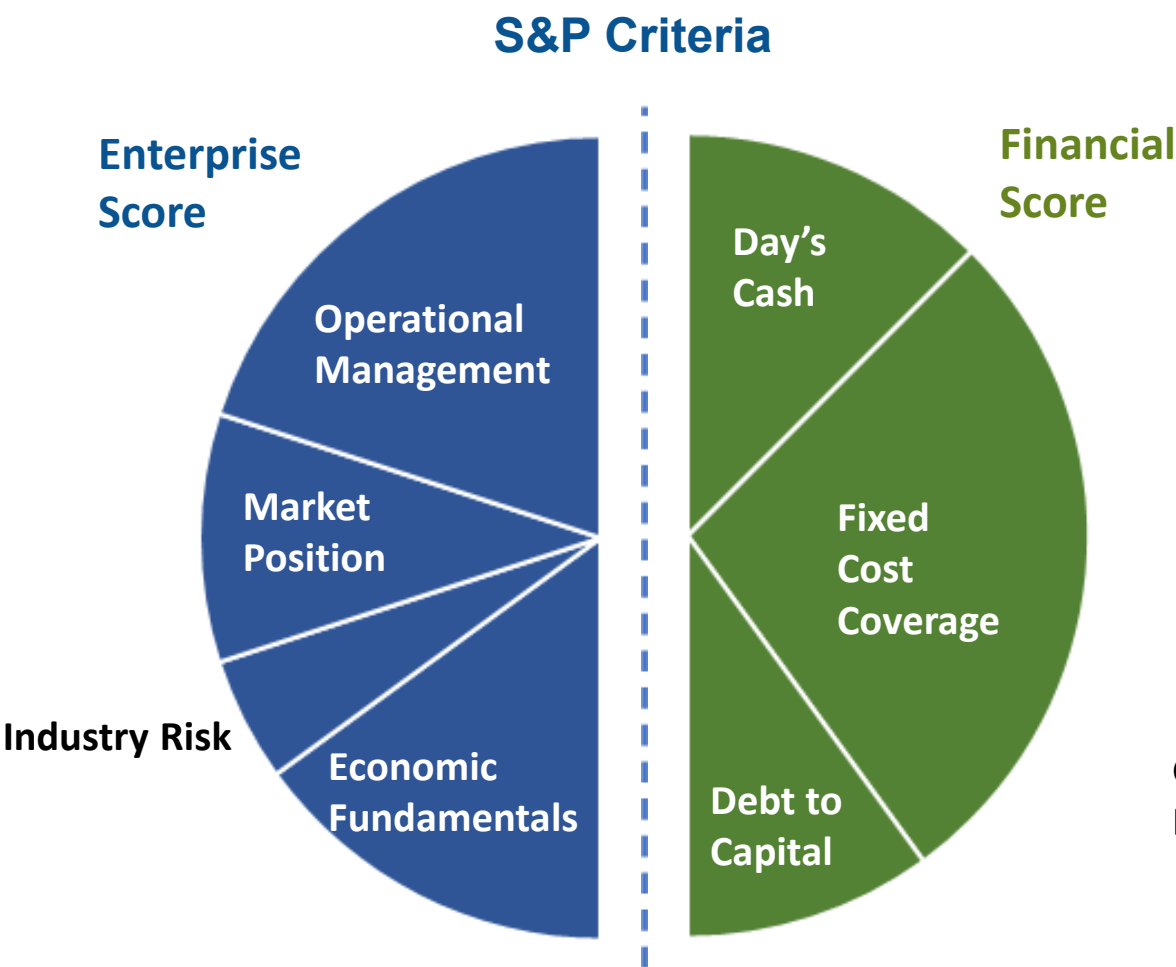 S&P Criteria
Enterprise
Score
Operational
Management
Market
Position
Industry Risk
Economic
Fundamentals
Financial
Score
Day’s
Cash
Fixed
Cost
Coverage
Debt to
Capital